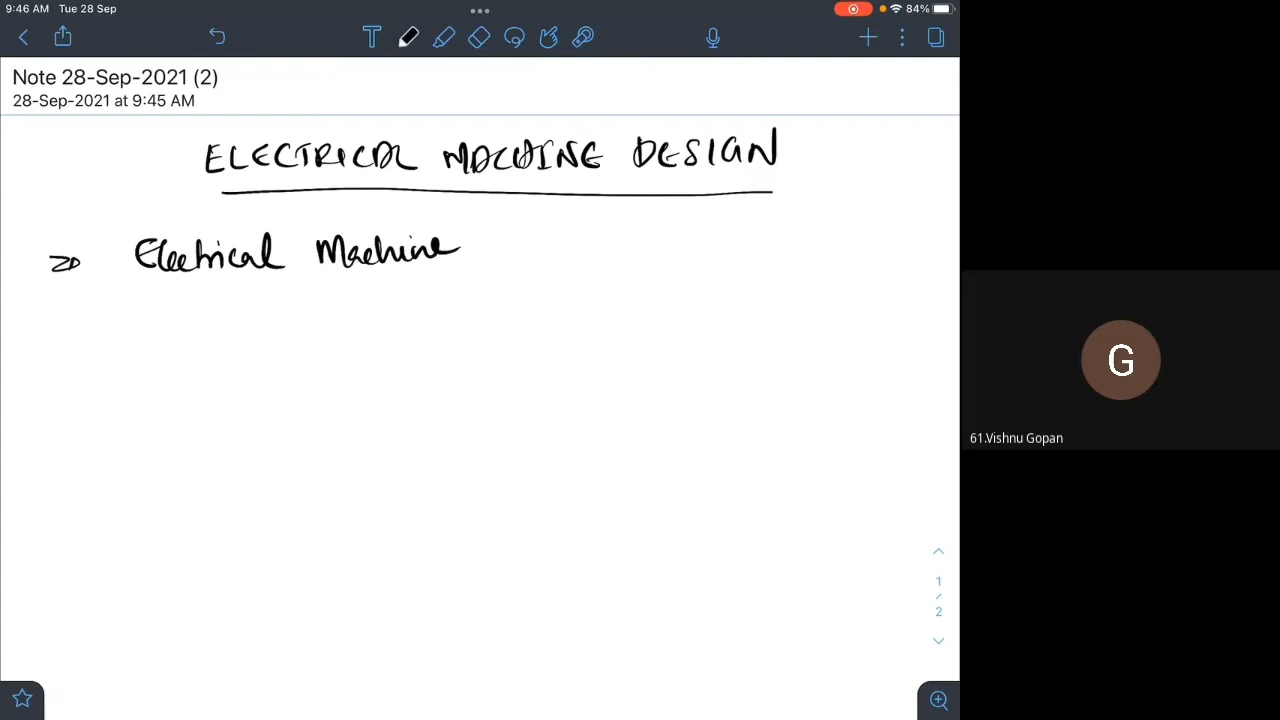 9:46 AM Tue 28 Sep
84%
T
Note 28-Sep-2021 (2)
28-Sep-2021 at 9:45 AM
ELECTRICAL MACHINE DESIGN
⇒ Electrical Machine
G
61.Vishnu Gopan
1
/
2